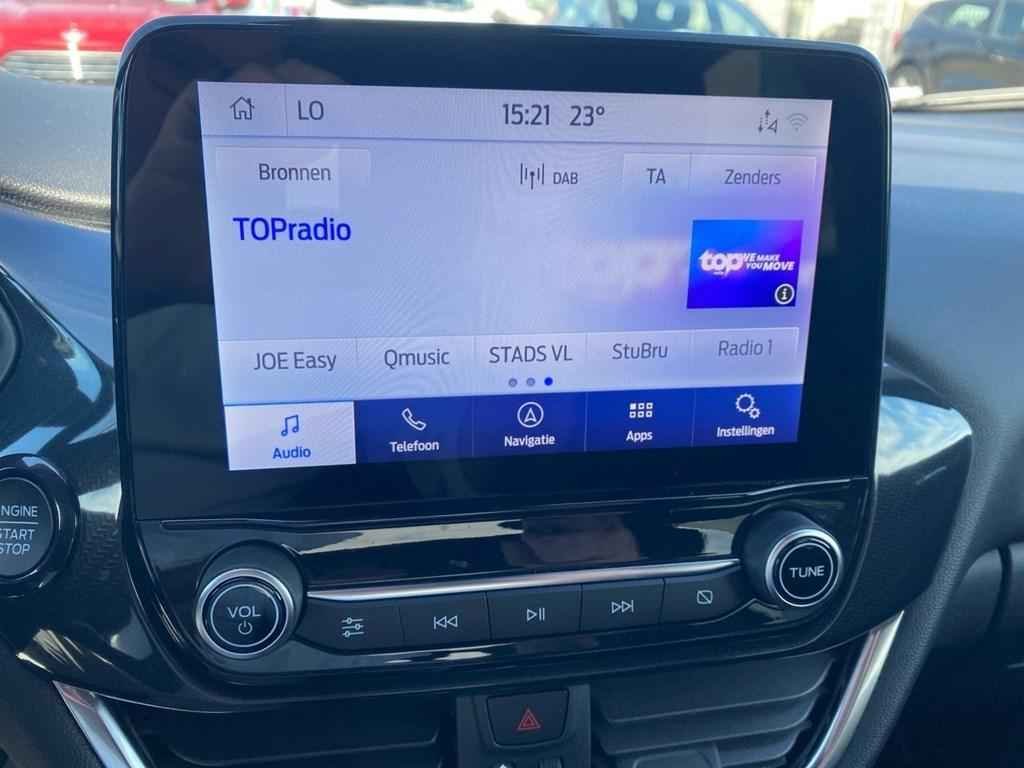 LO 15:21 23°
Bronnen DAB TA Zenders
TOPradio
top WE MAKE
YOU MOVE
JOE Easy Qmusic STADS VL StuBru Radio 1
Audio Telefoon Navigatie Apps Instellingen
ENGINE
START
STOP
VOL
TUNE